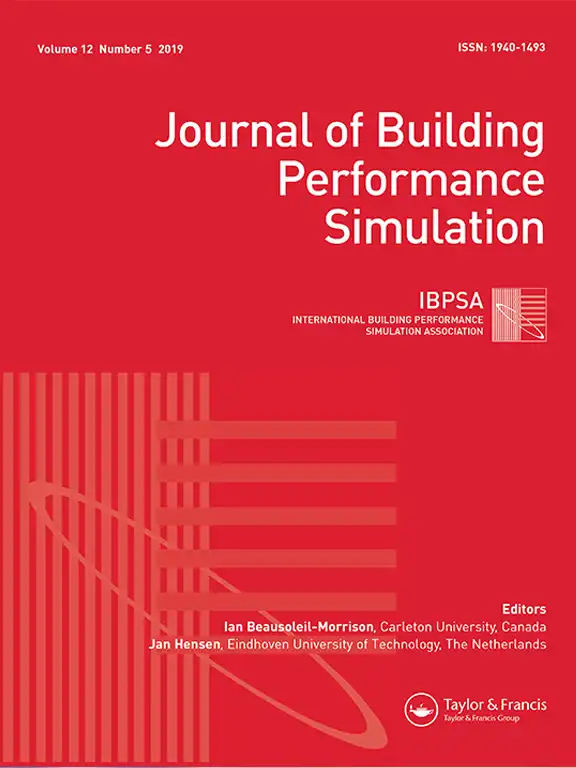 Volume 12 Number 5 2019
ISSN: 1940-1493
Journal of Building
Performance
Simulation
IBPSA
INTERNATIONAL BUILDING PERFORMANCE
SIMULATION ASSOCIATION
Editors
Ian Beausoleil-Morrison, Carleton University, Canada
Jan Hensen, Eindhoven University of Technology, The Netherlands
Taylor & Francis
Taylor & Francis Group